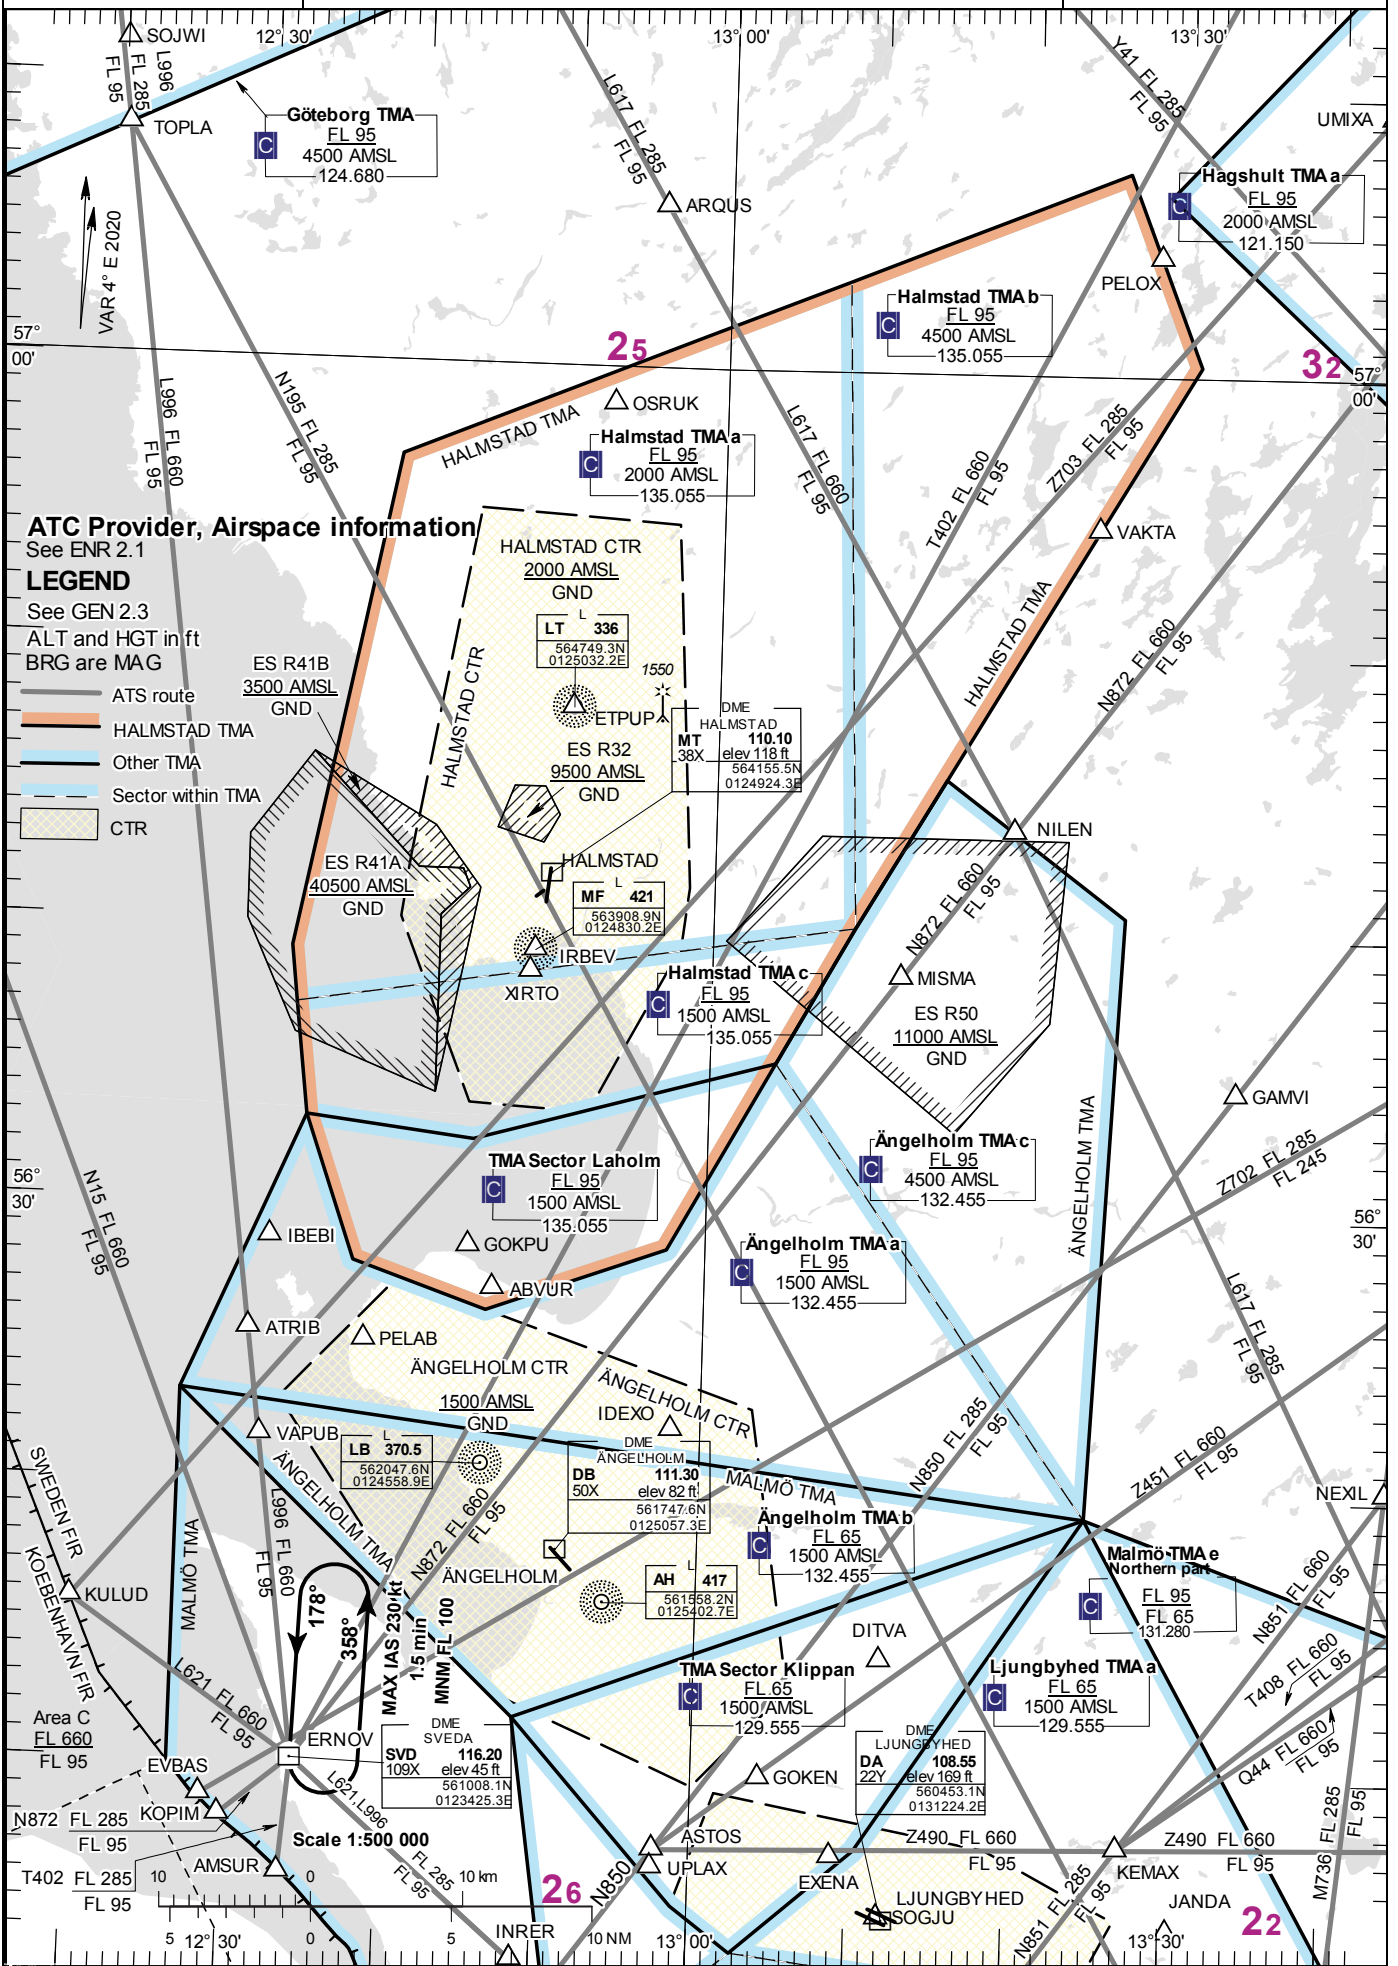 SOJWI
12°30'
13°00'
13°30'
L996
FL 285
FL 95
TOPLA
Göteborg TMA
C
FL 95
4500 AMSL
124.680
L617 FL 285
FL 95
ARQUS
Y41 FL 285
FL 95
UMIXA
Hagshult TMA a
C
FL 95
2000 AMSL
121.150
VAR 4° E 2020
PELOX
Halmstad TMA b
C
FL 95
4500 AMSL
135.055
57°
00'
25
32
57°
00'
OSRUK
HALMSTAD TMA
Halmstad TMA a
C
FL 95
2000 AMSL
135.055
L996 FL 660
FL 95
N195 FL 285
FL 95
L617 FL 660
FL 95
T402 FL 660
FL 95
Z703 FL 285
FL 95
VAKTA
ATC Provider, Airspace information
See ENR 2.1
LEGEND
See GEN 2.3
ALT and HGT in ft
BRG are MAG
ATS route
HALMSTAD TMA
Other TMA
Sector within TMA
CTR
HALMSTAD CTR
2000 AMSL
GND
L
LT 336
564749.3N
0125032.2E
ES R41B
3500 AMSL
GND
HALMSTAD CTR
1550
ETPUP
HALMSTAD TMA
N872 FL 660
FL 95
DME
HALMSTAD
MT 110.10
38X elev 118 ft
564155.5N
0124924.3E
ES R32
9500 AMSL
GND
NILEN
ES R41A
40500 AMSL
GND
HALMSTAD
L
MF 421
563908.9N
0124830.2E
IRBEV
XIRTO
N872 FL 660
FL 95
MISMA
Halmstad TMA c
C
FL 95
1500 AMSL
135.055
ES R50
11000 AMSL
GND
GAMVI
ÄNGELHOLM TMA
Ängelholm TMA c
C
FL 95
4500 AMSL
132.455
Z702 FL 285
FL 245
56°
30'
TMA Sector Laholm
C
FL 95
1500 AMSL
135.055
N15 FL 660
FL 95
IBEBI
GOKPU
56°
30'
Ängelholm TMA a
C
FL 95
1500 AMSL
132.455
ABVUR
ATRIB
PELAB
L617 FL 285
FL 95
ÄNGELHOLM CTR
1500 AMSL
GND
ÄNGELHOLM CTR
IDEXO
VAPUB
L
LB 370.5
562047.6N
0124558.9E
ÄNGELHOLM TMA
DME
ÄNGELHOLM
DB 111.30
50X elev 82 ft
561747.6N
0125057.3E
MALMÖ TMA
N850 FL 285
FL 95
Z451 FL 660
FL 95
NEXIL
SWEDEN FIR
KOEBENHAVN FIR
MALMÖ TMA
L996 FL 660
FL 95
N872 FL 660
FL 95
ÄNGELHOLM
Ängelholm TMA b
C
FL 65
1500 AMSL
132.455
Malmö TMA e
Northern part
C
FL 95
FL 65
131.280
KULUD
178°
358°
MAX IAS 230 kt
1.5 min
MNM FL 100
L
AH 417
561558.2N
0125402.7E
DITVA
N851 FL 660
FL 95
L621 FL 660
FL 95
TMA Sector Klippan
C
FL 65
1500 AMSL
129.555
Ljungbyhed TMA a
C
FL 65
1500 AMSL
129.555
T408 FL 660
FL 95
Q44 FL 660
FL 95
Area C
FL 660
FL 95
ERNOV
EVBAS
DME
SVEDA
SVD 116.20
109X elev 45 ft
561008.1N
0123425.3E
DME
LJUNGBYHED
DA 108.55
22Y elev 169 ft
560453.1N
0131224.2E
GOKEN
KOPIM
N872 FL 285
FL 95
L621,L996
FL 285
FL 95
M736 FL 285
FL 95
Scale 1:500 000
ASTOS
Z490 FL 660
FL 95
Z490 FL 660
FL 95
AMSUR
UPLAX
EXENA
KEMAX
T402 FL 285
FL 95
10 0 10 km
26
N850
LJUNGBYHED
SOGJU
N851 FL 285
FL 95
JANDA
22
INRER
5 0 5 10 NM
12°30'
13°00'
13°30'